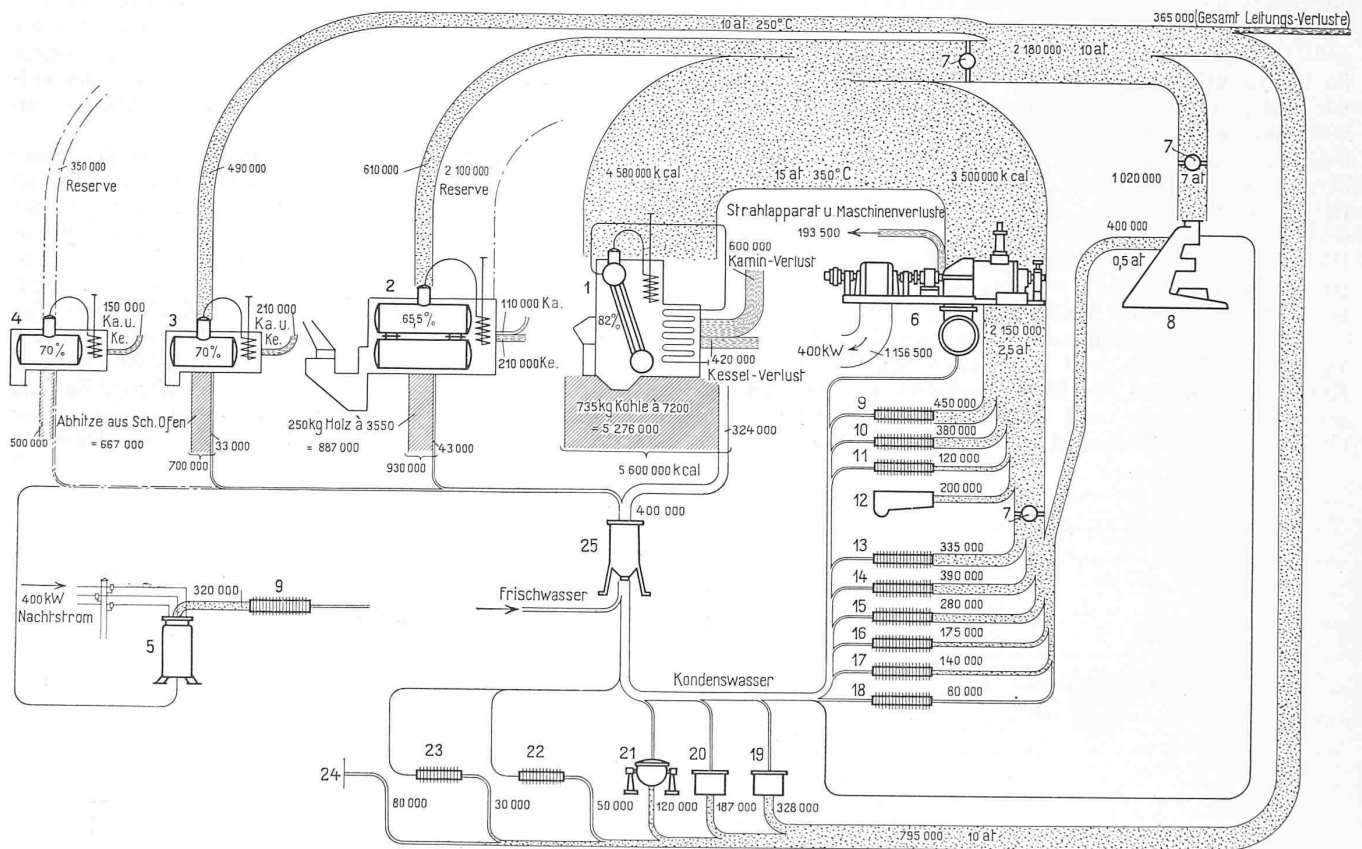 10 at 250°C
365 000 (Gesamt Leitungs-Verluste)
7
2 180 000 10 at
350 000
Reserve
490 000
610 000
2 100 000
Reserve
4 580 000 k cal
15 at 350°C
3 500 000 k cal
7
7 at
1 020 000
Strahlapparat u. Maschinenverluste
193 500
600 000
Kamin-Verlust
400 000
0,5 at
8
4
150 000
Ka. u.
Ke.
70%
3
210 000
Ka. u.
Ke.
70%
2
65,5%
110 000 Ka.
210 000 Ke.
1
82%
420 000
Kessel-Verlust
6
400 KW
1 156 500
2 150 000
2,5 at
500 000
Abhitze aus Sch. Ofen
= 667 000
33 000
700 000
250 kg Holz à 3550
= 887 000
43 000
930 000
735 kg Kohle à 7200
= 5 276 000
324 000
5 600 000 k cal
9
450 000
10
380 000
11
120 000
12
200 000
7
13
335 000
14
390 000
15
280 000
16
175 000
17
140 000
18
80 000
400 000
25
Frischwasser
400 KW
Nachtstrom
320 000
9
5
Kondenswasser
24
23
22
21
20
19
80 000
30 000
50 000
120 000
187 000
328 000
795 000 10 at